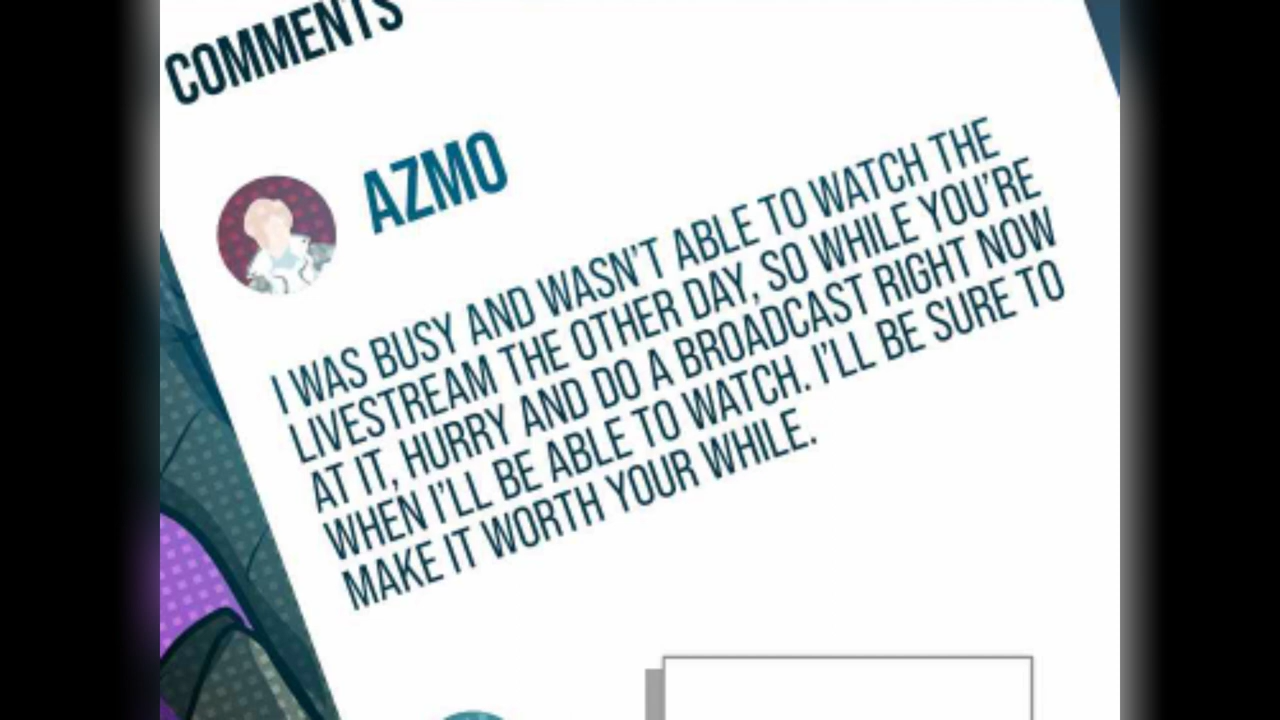 COMMENTS
AZMO
I WAS BUSY AND WASN'T ABLE TO WATCH THE
LIVESTREAM THE OTHER DAY, SO WHILE YOU'RE
AT IT, HURRY AND DO A BROADCAST RIGHT NOW
WHEN I'LL BE ABLE TO WATCH. I'LL BE SURE TO
MAKE IT WORTH YOUR WHILE.